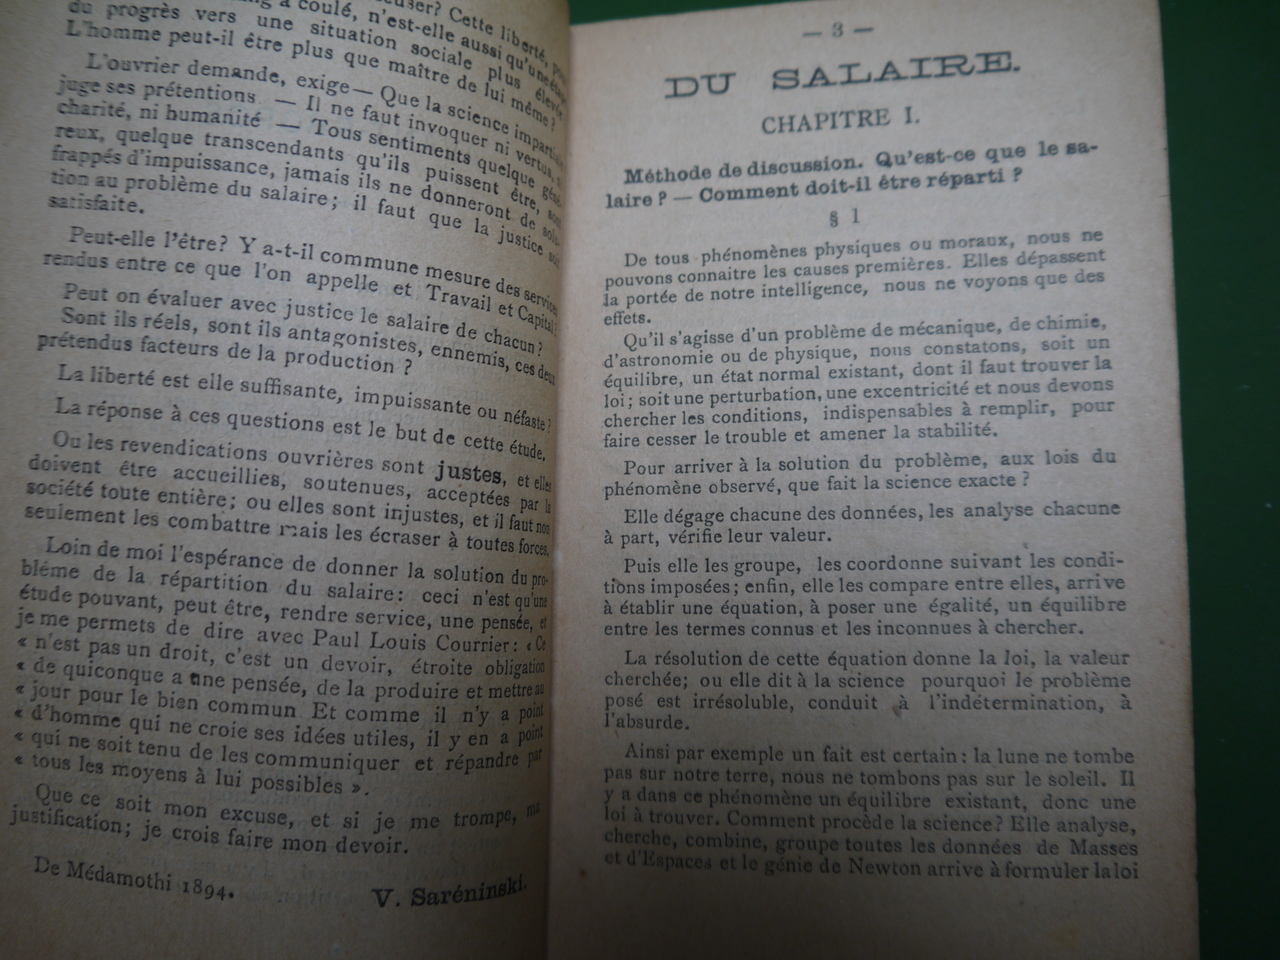 à coulé, n'est-elle aussi qu'une étape
du progrès vers une situation sociale plus élevée
L'homme peut-il être plus que maître de lui même?
L'ouvrier demande, exige — Que la science impartiale
juge ses prétentions — Il ne faut invoquer ni vertus,
charité, ni humanité — Tous sentiments quelque géné-
reux, quelque transcendants qu'ils puissent être, sont
frappés d'impuissance, jamais ils ne donneront de solu-
tion au problème du salaire; il faut que la justice soit
satisfaite.
Peut-elle l'être? Y a-t-il commune mesure des services
rendus entre ce que l'on appelle et Travail et Capital?
Peut on évaluer avec justice le salaire de chacun?
Sont ils réels, sont ils antagonistes, ennemis, ces deux
prétendus facteurs de la production ?
La liberté est elle suffisante, impuissante ou néfaste?
La réponse à ces questions est le but de cette étude.
Ou les revendications ouvrières sont justes, et elles
doivent être accueillies, soutenues, acceptées par la
société toute entière; ou elles sont injustes, et il faut non
seulement les combattre mais les écraser à toutes forces.
Loin de moi l'espérance de donner la solution du pro-
blème de la répartition du salaire: ceci n'est qu'une
étude pouvant, peut être, rendre service, une pensée, et
je me permets de dire avec Paul Louis Courrier: « Ce
« n'est pas un droit, c'est un devoir, étroite obligation
« de quiconque a une pensée, de la produire et mettre au
« jour pour le bien commun Et comme il n'y a point
« d'homme qui ne croie ses idées utiles, il y en a point
« qui ne soit tenu de les communiquer et répandre par
« tous les moyens à lui possibles ».
Que ce soit mon excuse, et si je me trompe, ma
justification; je crois faire mon devoir.
De Médamothi 1894.
V. Saréninski.
— 3 —
DU SALAIRE.
CHAPITRE I.
Méthode de discussion. Qu'est-ce que le sa-
laire ? — Comment doit-il être réparti ?
§ 1
De tous phénomènes physiques ou moraux, nous ne
pouvons connaitre les causes premières. Elles dépassent
la portée de notre intelligence, nous ne voyons que des
effets.
Qu'il s'agisse d'un problème de mécanique, de chimie,
d'astronomie ou de physique, nous constatons, soit un
équilibre, un état normal existant, dont il faut trouver la
loi; soit une perturbation, une excentricité et nous devons
chercher les conditions, indispensables à remplir, pour
faire cesser le trouble et amener la stabilité.
Pour arriver à la solution du problème, aux lois du
phénomène observé, que fait la science exacte ?
Elle dégage chacune des données, les analyse chacune
à part, vérifie leur valeur.
Puis elle les groupe, les coordonne suivant les condi-
tions imposées; enfin, elle les compare entre elles, arrive
à établir une équation, à poser une égalité, un équilibre
entre les termes connus et les inconnues à chercher.
La résolution de cette équation donne la loi, la valeur
cherchée; ou elle dit à la science pourquoi le problème
posé est irrésoluble, conduit à l'indétermination, à
l'absurde.
Ainsi par exemple un fait est certain: la lune ne tombe
pas sur notre terre, nous ne tombons pas sur le soleil. Il
y a dans ce phénomène un équilibre existant, donc une
loi à trouver. Comment procède la science? Elle analyse,
cherche, combine, groupe toutes les données de Masses
et d'Espaces et le génie de Newton arrive à formuler la loi